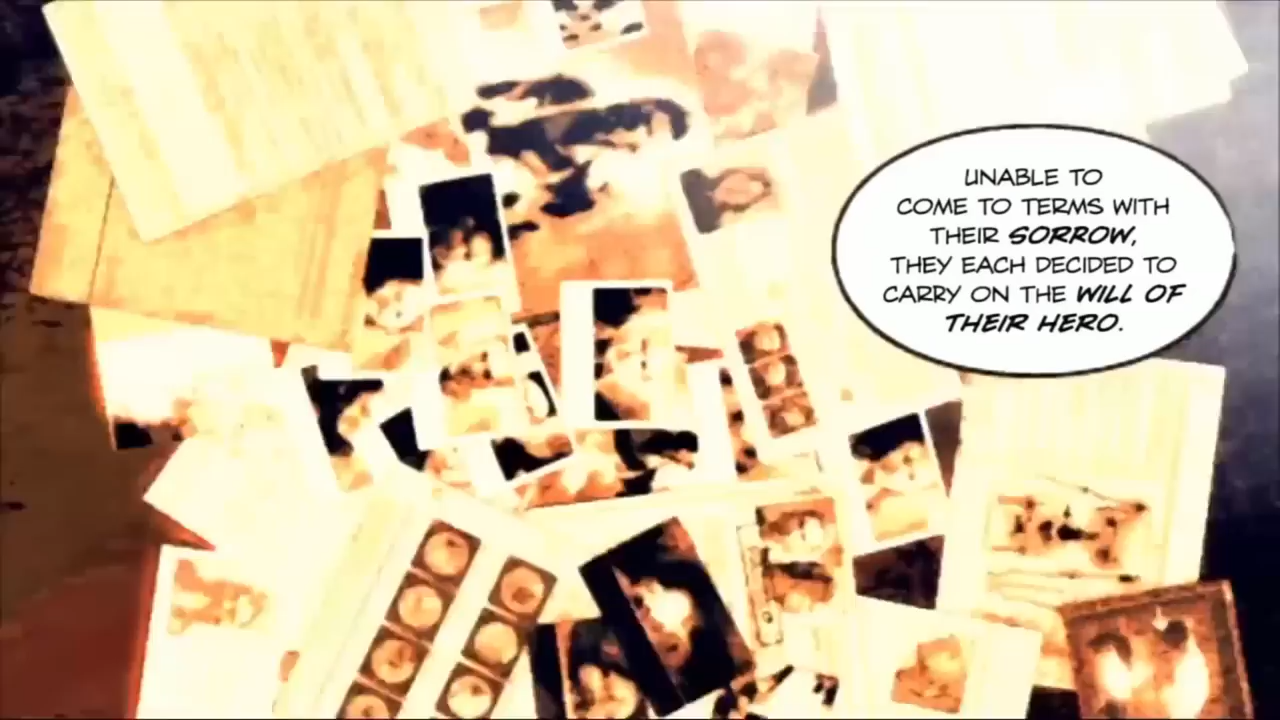 UNABLE TO
COME TO TERMS WITH
THEIR SORROW,
THEY EACH DECIDED TO
CARRY ON THE WILL OF
THEIR HERO.